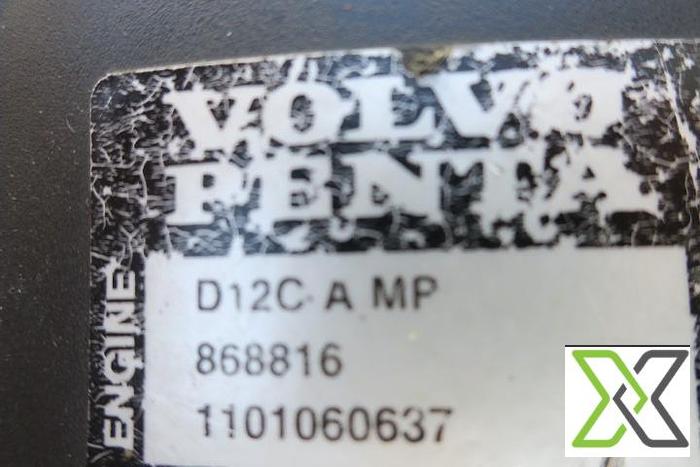 VOLVO
PENTA
ENGINE
D12C-A MP
868816
1101060637